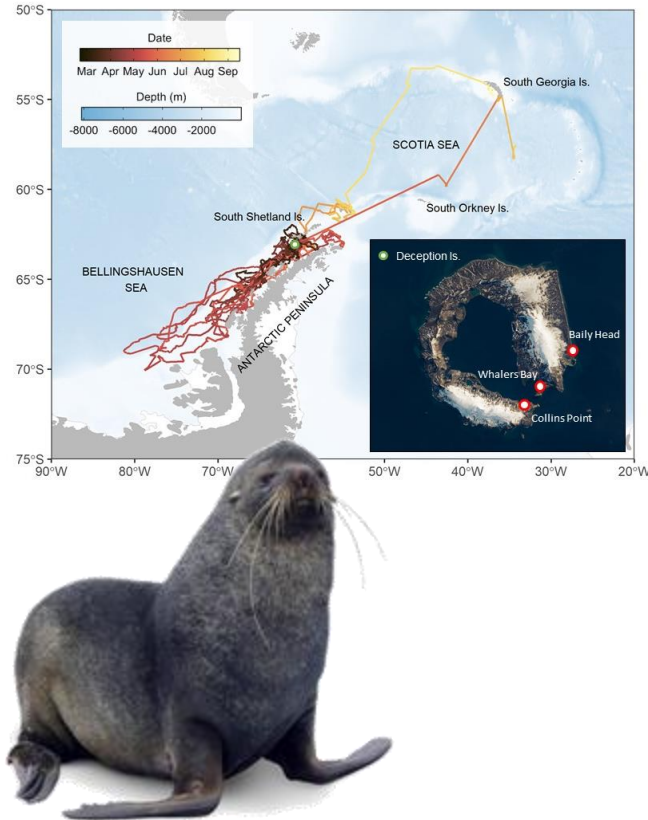 50°S
55°S
60°S
65°S
70°S
75°S
90°W
80°W
70°W
50°W
40°W
30°W
20°W
Date
Mar Apr May Jun Jul Aug Sep
Depth (m)
-8000 -6000 -4000 -2000
South Georgia Is.
SCOTIA SEA
South Shetland Is.
South Orkney Is.
BELLINGSHAUSEN
SEA
ANTARCTIC PENINSULA
Deception Is.
Baily Head
Whalers Bay
Collins Point